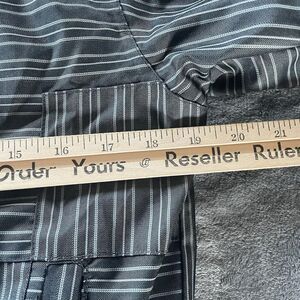 15 16 17 18 19 20 21
Order Yours @ Reseller Ruler